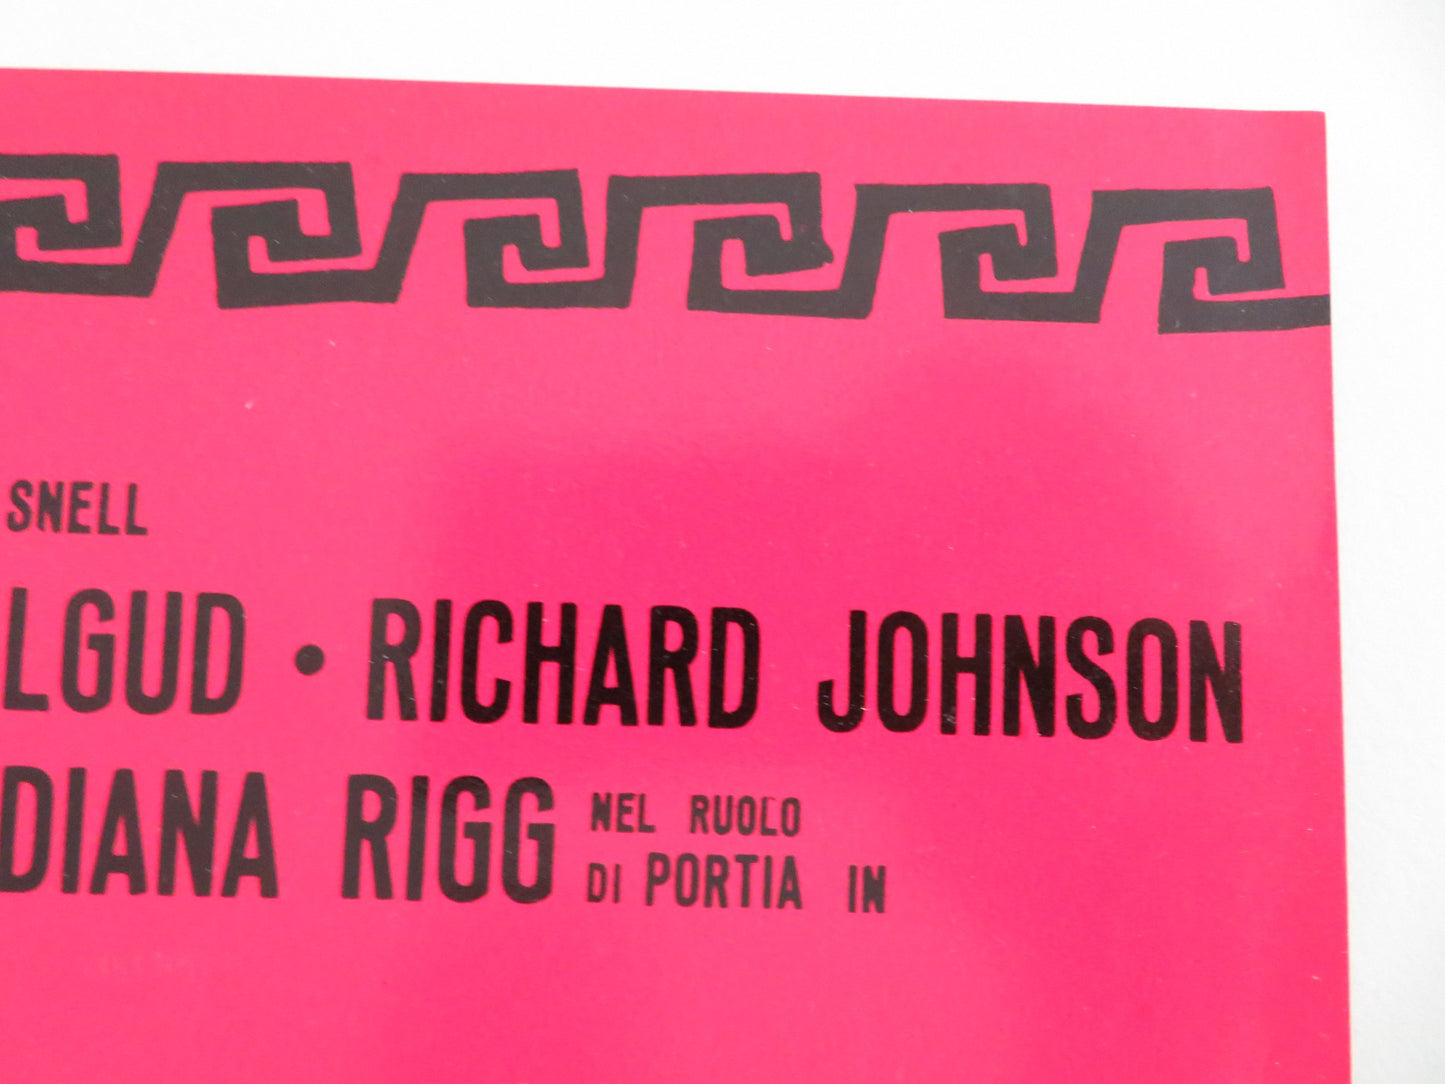 SNELL
LGUD • RICHARD JOHNSON
DIANA RIGG NEL RUOLO
DI PORTIA IN